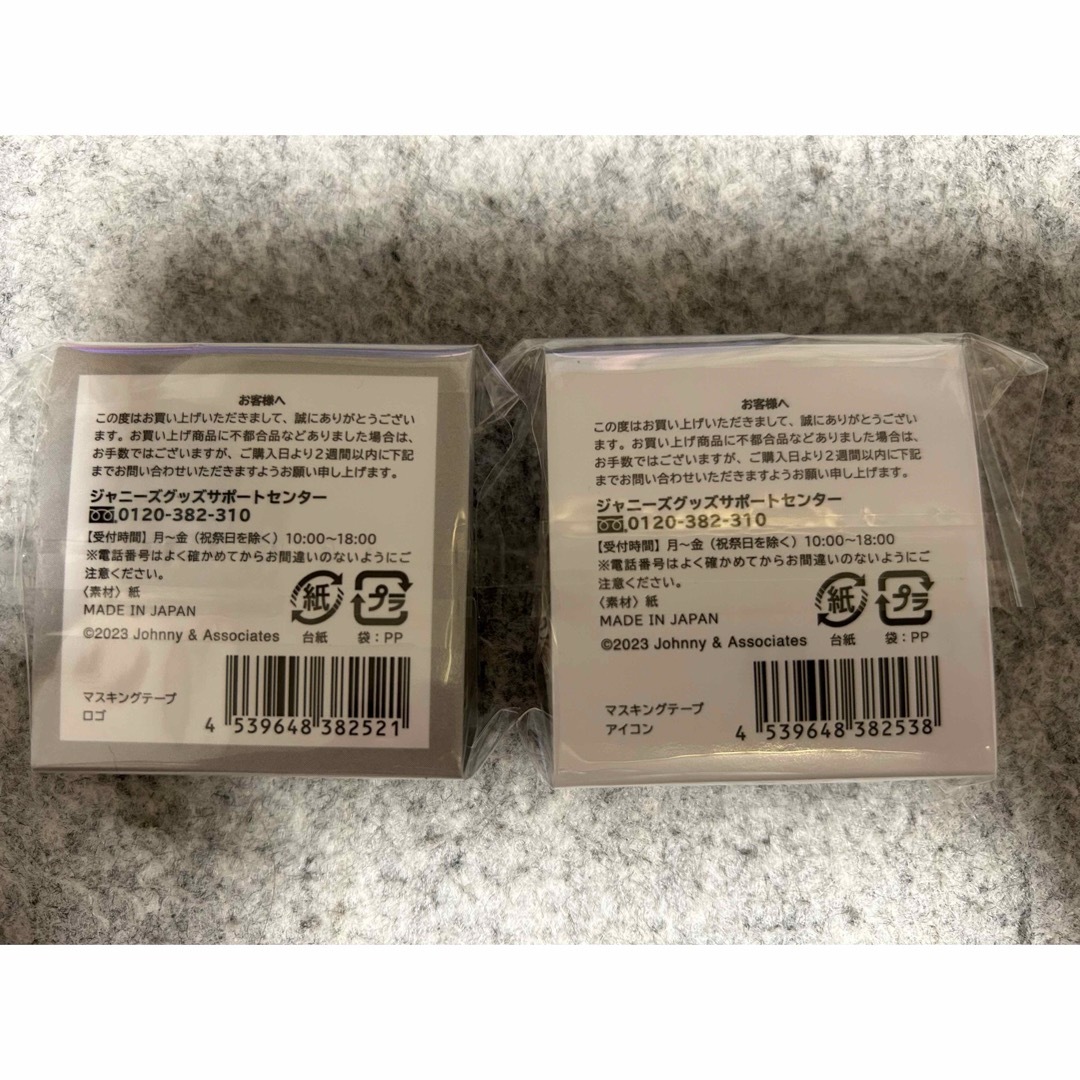 お客様へ
この度はお買い上げいただきまして、誠にありがとうござい
ます。お買い上げ商品に不都合品などありました場合は、
お手数ではございますが、ご購入日より2週間以内に下記
までお問い合わせいただきますようお願い申し上げます。
ジャニーズグッズサポートセンター
0120-382-310
【受付時間】月〜金（祝祭日を除く）10:00〜18:00
※電話番号はよく確かめてからお間違いのないようにご
注意ください。
〈素材〉紙
MADE IN JAPAN
©2023 Johnny & Associates
紙
台紙
プラ
袋：PP
マスキングテープ
ロゴ
4 539648 382521
お客様へ
この度はお買い上げいただきまして、誠にありがとうござい
ます。お買い上げ商品に不都合品などありました場合は、
お手数ではございますが、ご購入日より2週間以内に下記
までお問い合わせいただきますようお願い申し上げます。
ジャニーズグッズサポートセンター
0120-382-310
【受付時間】月〜金（祝祭日を除く）10:00〜18:00
※電話番号はよく確かめてからお間違いのないようにご
注意ください。
〈素材〉紙
MADE IN JAPAN
©2023 Johnny & Associates
紙
台紙
プラ
袋：PP
マスキングテープ
アイコン
4 539648 382538